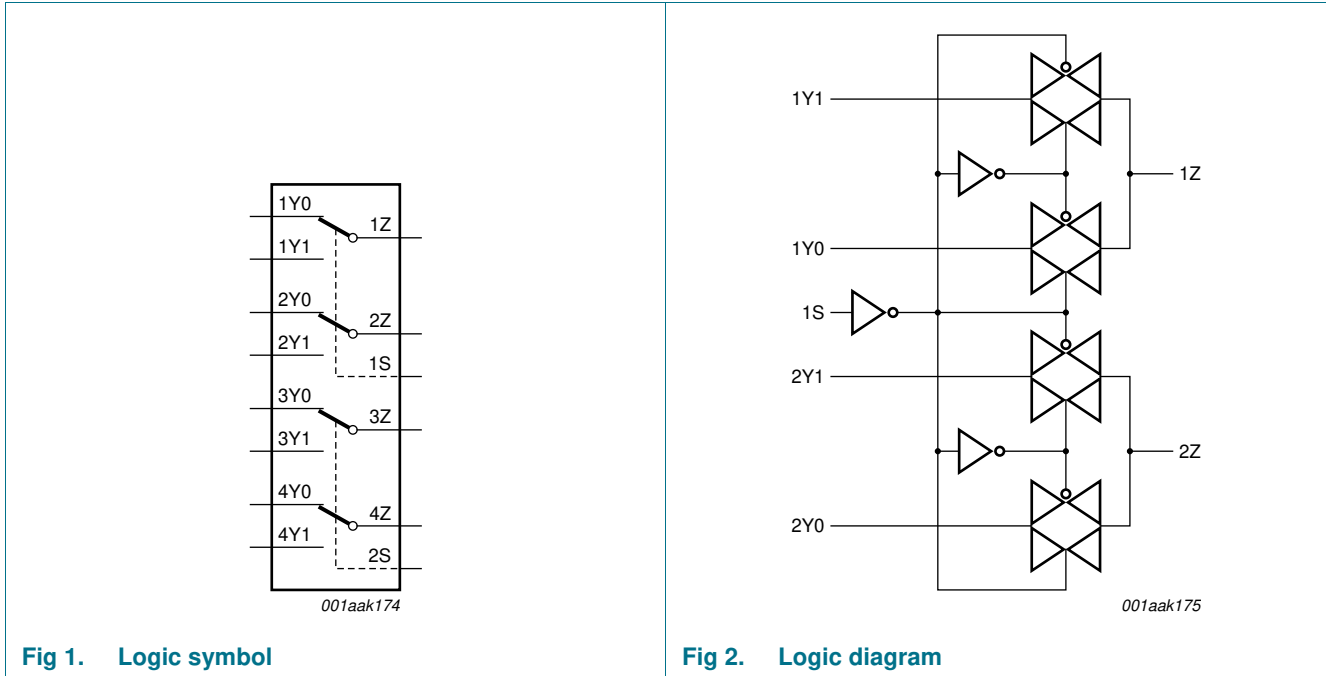 1Y0
1Z
1Y1
2Y0
2Z
2Y1
1S
3Y0
3Z
3Y1
4Y0
4Z
4Y1
2S
001aak174
Fig 1. Logic symbol
1Y1
1Z
1Y0
1S
2Y1
2Z
2Y0
001aak175
Fig 2. Logic diagram